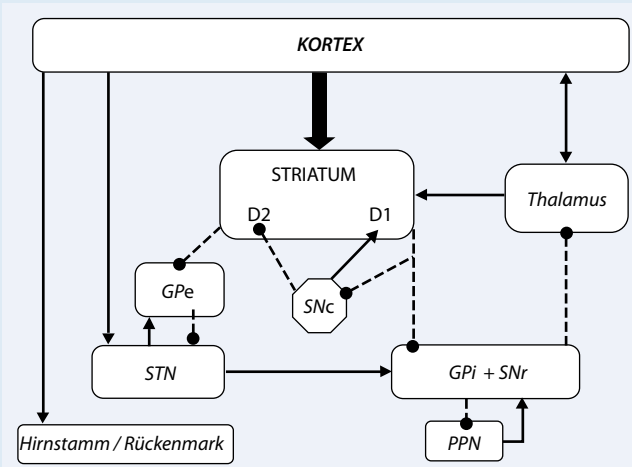 KORTEX
STRIATUM
Thalamus
D2 D1
GPe
SNc
STN
GPi + SNr
Hirnstamm / Rückenmark
PPN